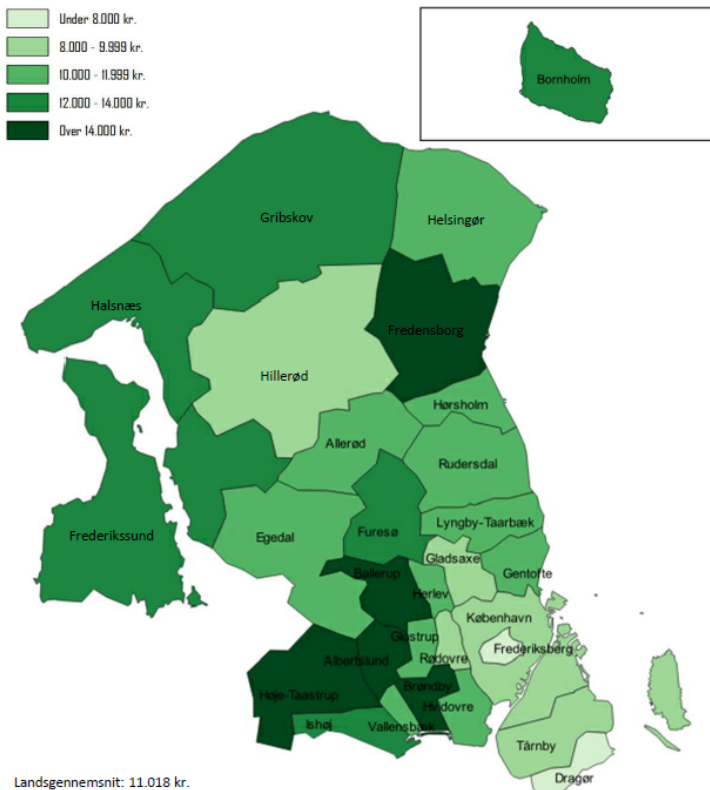 Under 8.000 kr.
8.000 - 9.999 kr.
10.000 - 11.999 kr.
12.000 - 14.000 kr.
Over 14.000 kr.
Bornholm
Gribskov
Helsingør
Halsnæs
Fredensborg
Hillerød
Hørsholm
Allerød
Rudersdal
Frederikssund
Egedal
Furesø
Lyngby-Taarbæk
Gladsaxe
Ballerup
Gentofte
Herlev
København
Glostrup
Frederiksberg
Albertslund
Rødovre
Høje-Taastrup
Brøndby
Hvidovre
Ishøj
Vallensbæk
Tårnby
Dragør
Landsgennemsnit: 11.018 kr.